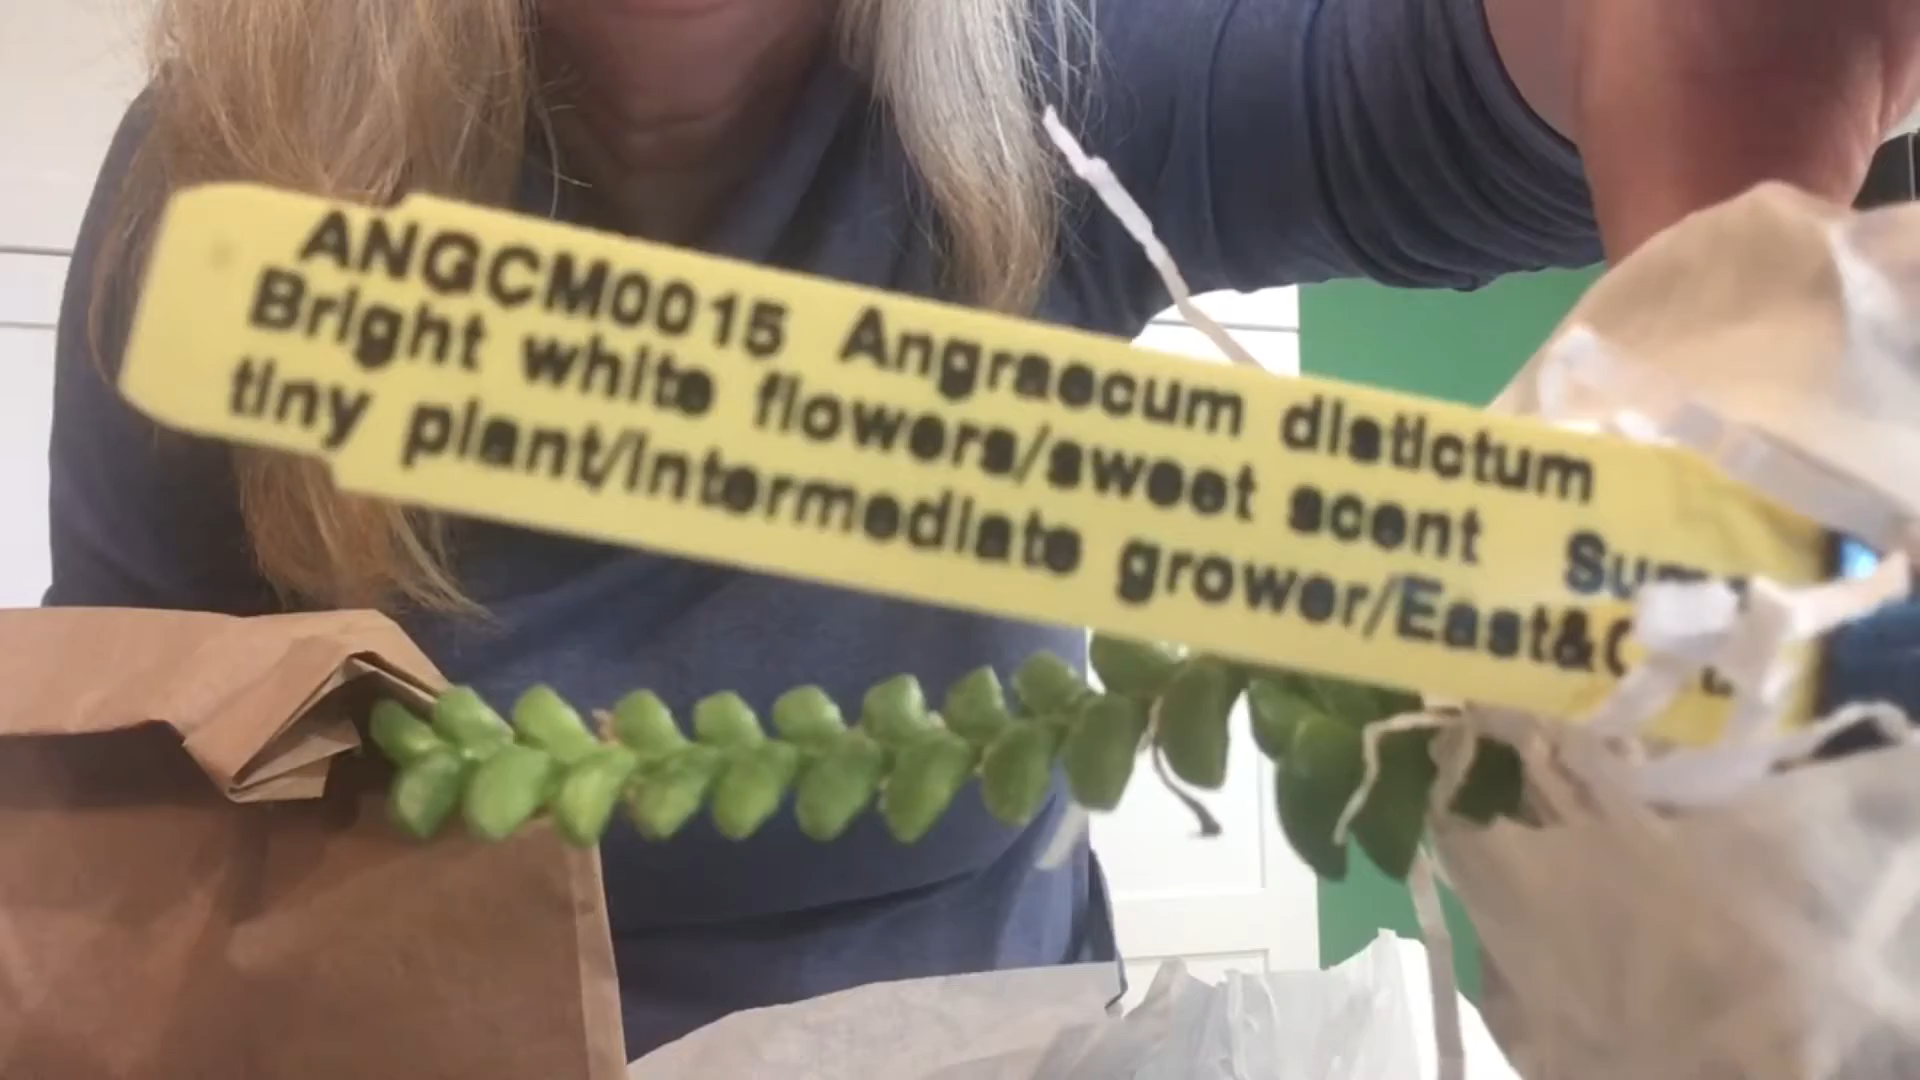 ANGCM0015 Angraecum distictum
Bright white flowers/sweet scent
tiny plant/intermediate grower/East&